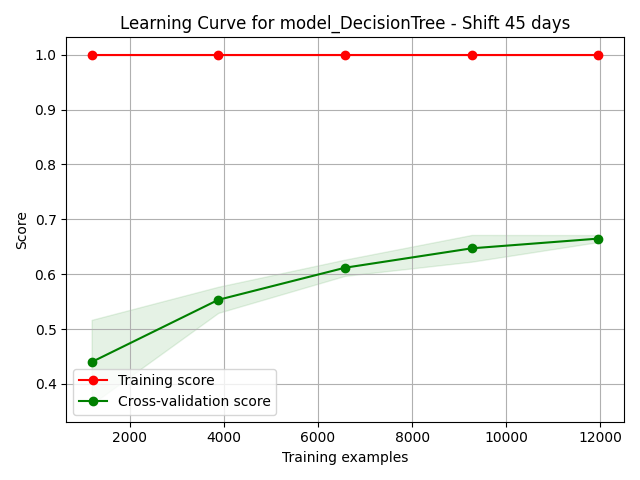 Learning Curve for model_DecisionTree - Shift 45 days
1.0
0.9
0.8
0.7
0.6
0.5
0.4
Score
Training score
Cross-validation score
2000 4000 6000 8000 10000 12000
Training examples